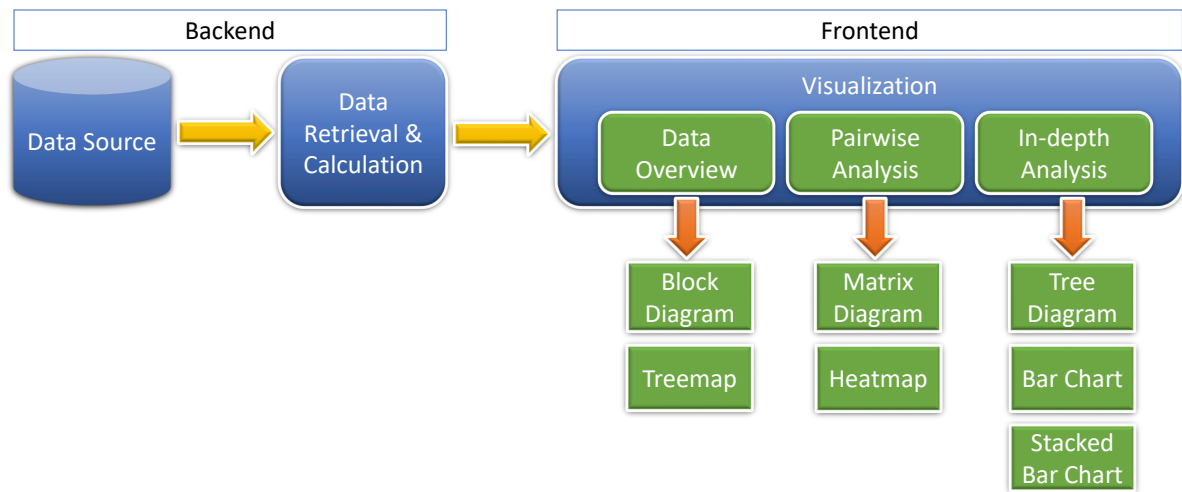 Backend
Frontend
Data Source
Data
Retrieval &
Calculation
Visualization
Data
Overview
Pairwise
Analysis
In-depth
Analysis
Block
Diagram
Treemap
Matrix
Diagram
Heatmap
Tree
Diagram
Bar Chart
Stacked
Bar Chart